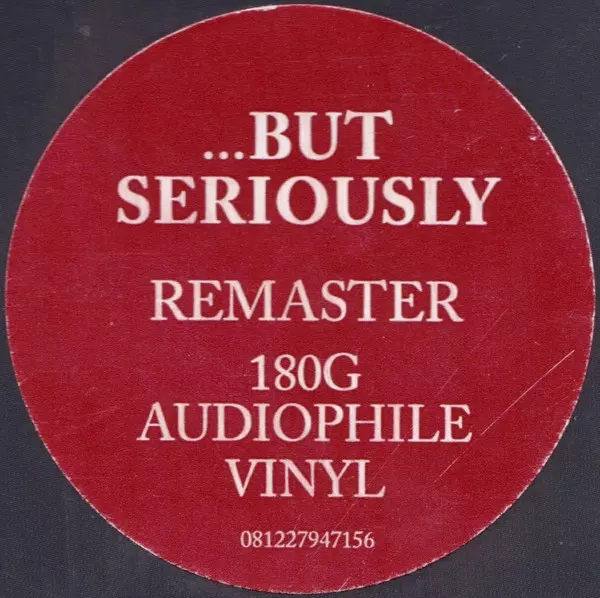 ...BUT
SERIOUSLY
REMASTER
180G
AUDIOPHILE
VINYL
081227947156